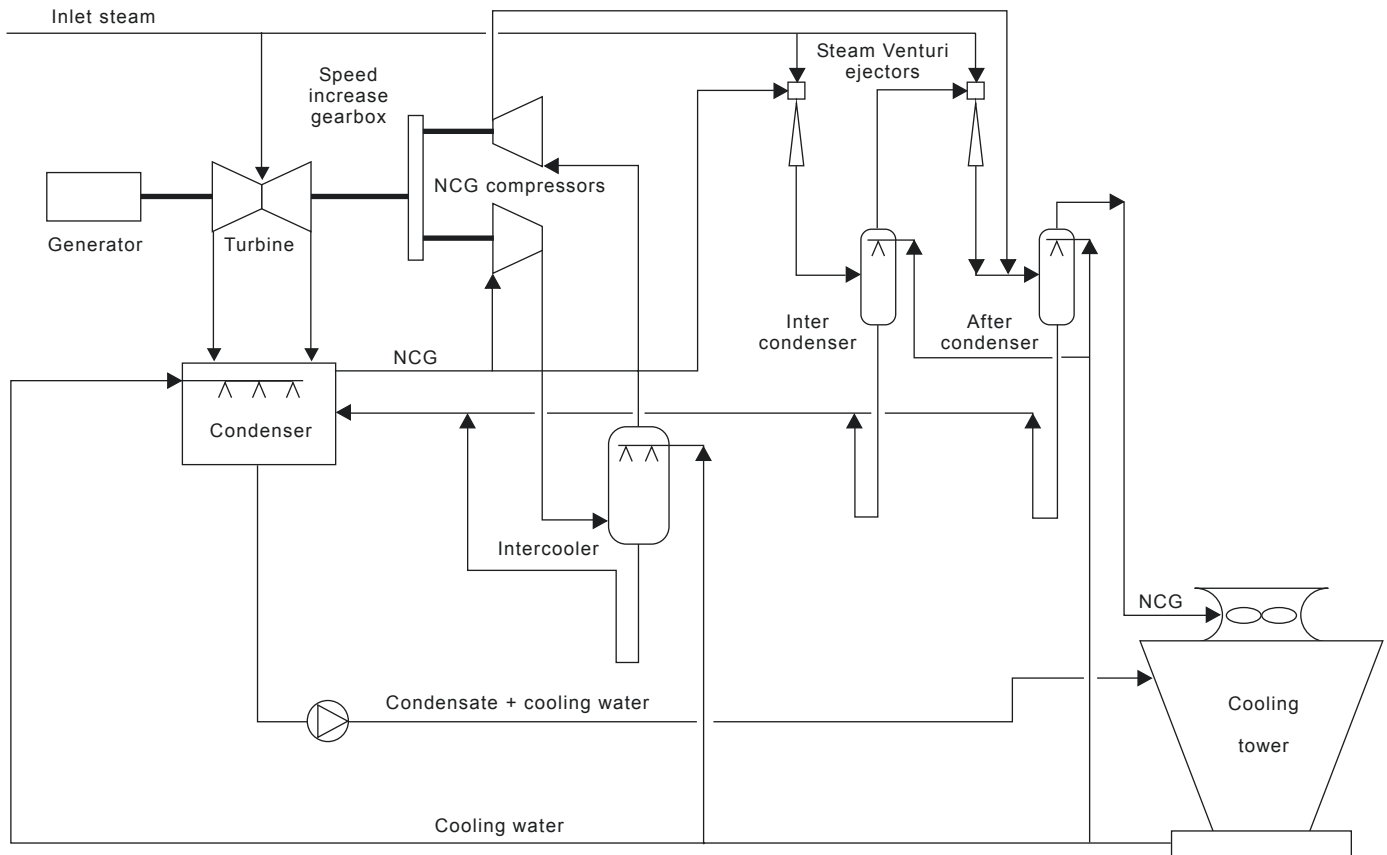 Inlet steam
Speed
increase
gearbox
Steam Venturi
ejectors
NCG compressors
Generator
Turbine
Inter
condenser
After
condenser
NCG
Condenser
Intercooler
NCG
Condensate + cooling water
Cooling
tower
Cooling water